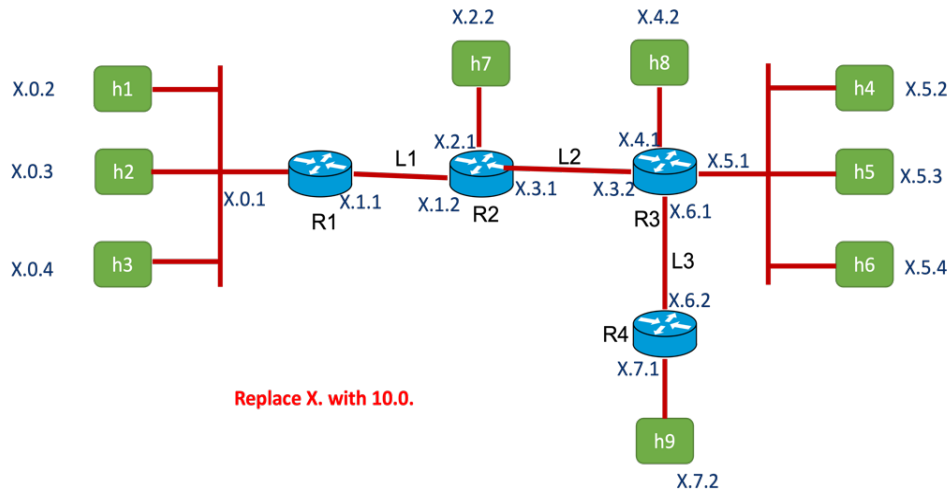 X.2.2
X.4.2
X.0.2
h1
h7
h8
h4
X.5.2
X.2.1
X.4.1
L1
L2
X.5.1
X.0.3
h2
h5
X.5.3
X.0.1
X.1.1
X.1.2
X.3.1
X.3.2
R1
R2
R3
X.6.1
X.0.4
h3
L3
h6
X.5.4
X.6.2
R4
X.7.1
Replace X. with 10.0.
h9
X.7.2